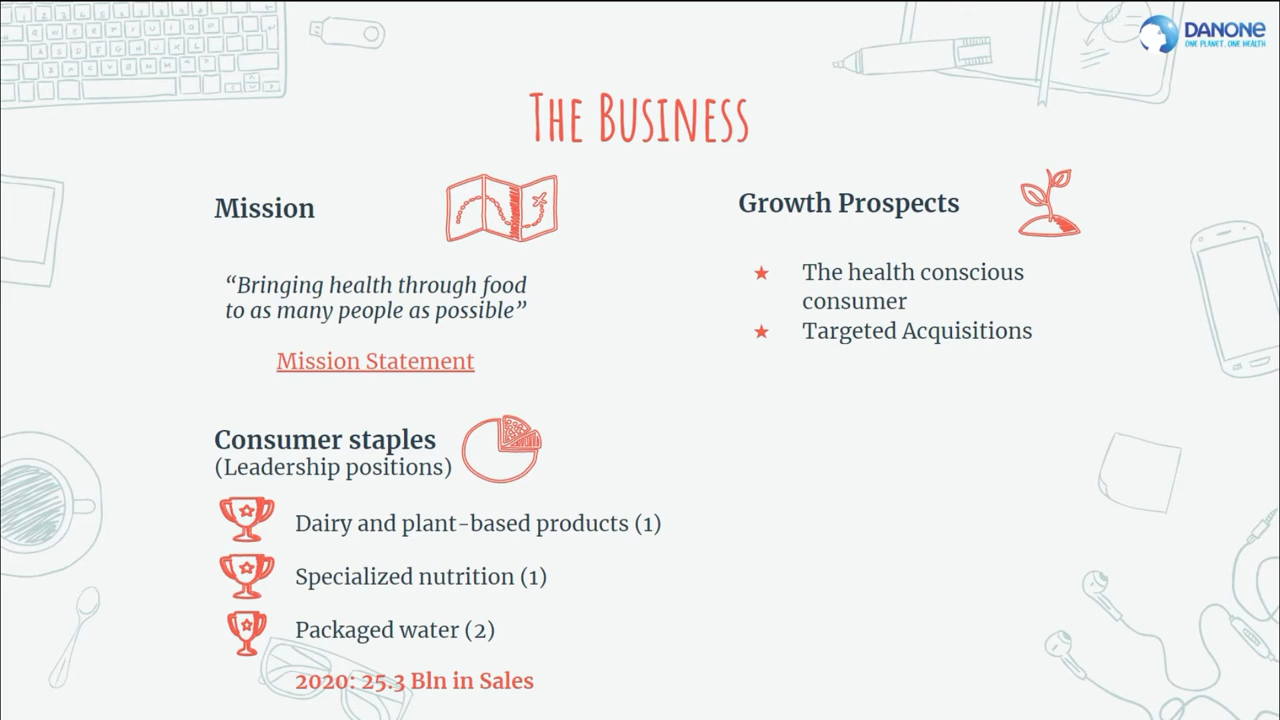 DANONE
ONE PLANET. ONE HEALTH
THE BUSINESS
Mission
“Bringing health through food
to as many people as possible”
Mission Statement
Growth Prospects
★ The health conscious
consumer
★ Targeted Acquisitions
Consumer staples
(Leadership positions)
Dairy and plant-based products (1)
Specialized nutrition (1)
Packaged water (2)
2020: 25.3 Bln in Sales